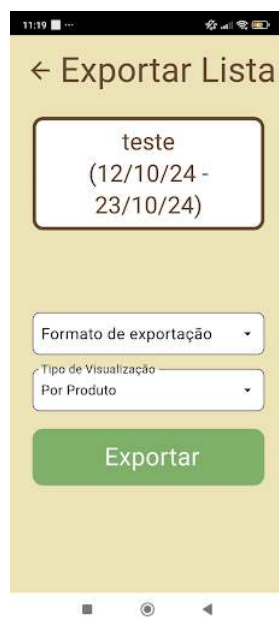 11:19 ...
← Exportar Lista
teste
(12/10/24 -
23/10/24)
Formato de exportação
Tipo de Visualização
Por Produto
Exportar